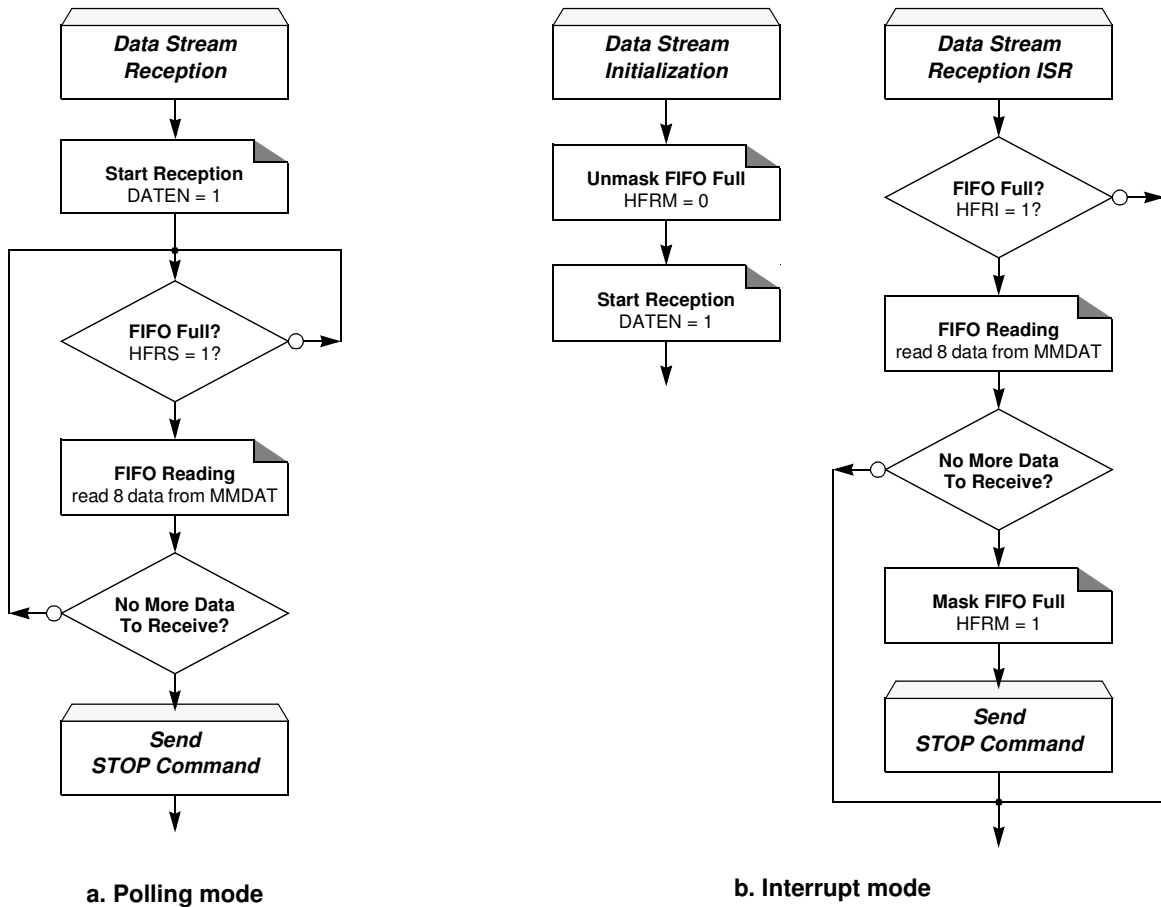 Data Stream
Reception
Start Reception
DATEN = 1
FIFO Full?
HFRS = 1?
FIFO Reading
read 8 data from MMDAT
No More Data
To Receive?
Send
STOP Command
a. Polling mode
Data Stream
Initialization
Unmask FIFO Full
HFRM = 0
Start Reception
DATEN = 1
Data Stream
Reception ISR
FIFO Full?
HFRI = 1?
FIFO Reading
read 8 data from MMDAT
No More Data
To Receive?
Mask FIFO Full
HFRM = 1
Send
STOP Command
b. Interrupt mode